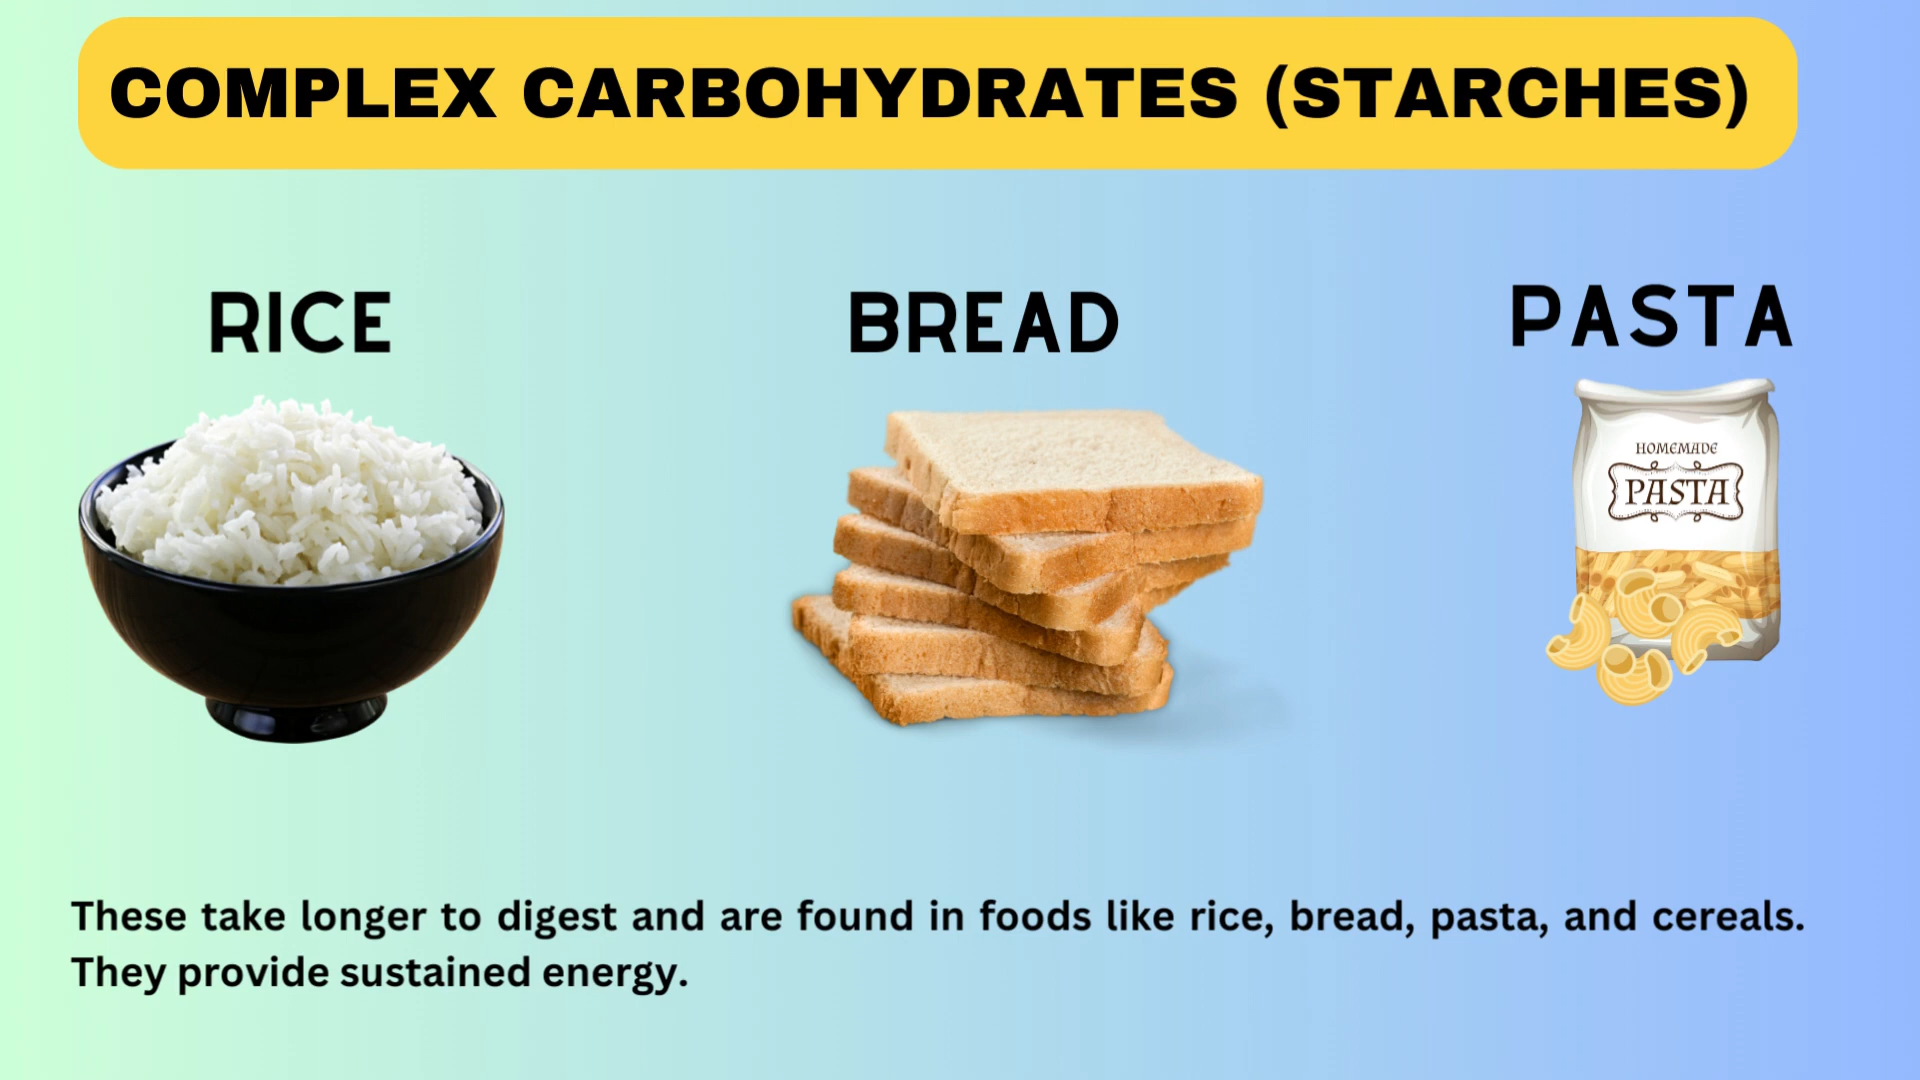 COMPLEX CARBOHYDRATES (STARCHES)
RICE
BREAD
PASTA
HOMEMADE
PASTA
These take longer to digest and are found in foods like rice, bread, pasta, and cereals.
They provide sustained energy.